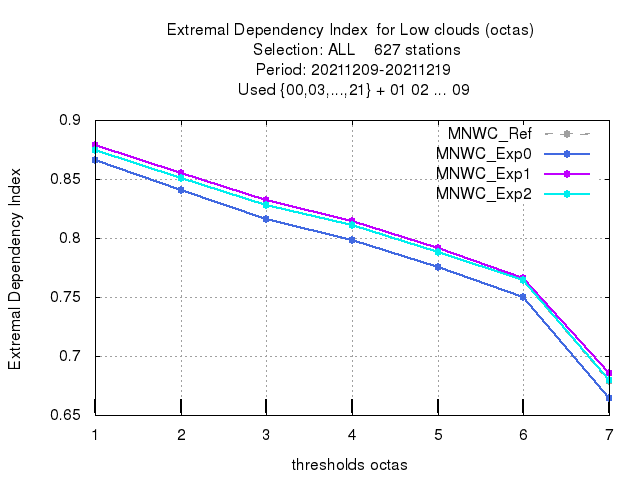 Extremal Dependency Index  for Low clouds (octas)
Selection: ALL    627 stations
Period: 20211209-20211219
Used {00,03,...,21} + 01 02 ... 09
MNWC_Ref
MNWC_Exp0
MNWC_Exp1
MNWC_Exp2
Extremal Dependency Index
0.9
0.85
0.8
0.75
0.7
0.65
1 2 3 4 5 6 7
thresholds octas